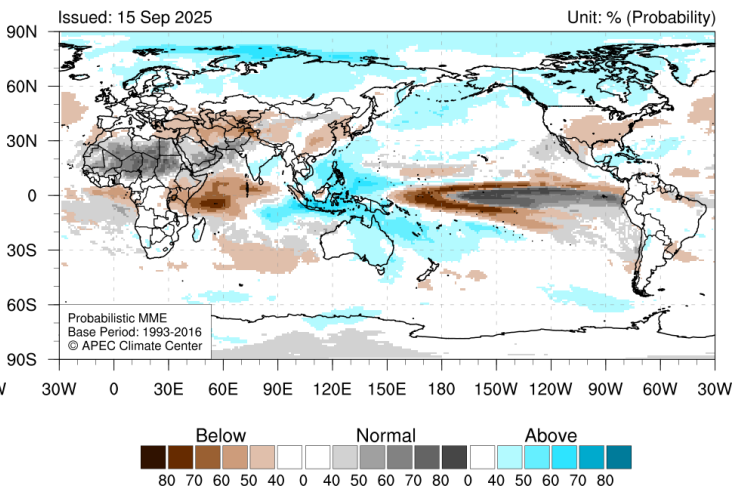 Issued: 15 Sep 2025 Unit: % (Probability)
90N
60N
30N
0
30S
60S
90S
Probabilistic MME
Base Period: 1993-2016
© APEC Climate Center
W 30W 0 30E 60E 90E 120E 150E 180 150W 120W 90W 60W 30W
Below Normal Above
80 70 60 50 40 0 40 50 60 70 80 0 40 50 60 70 80